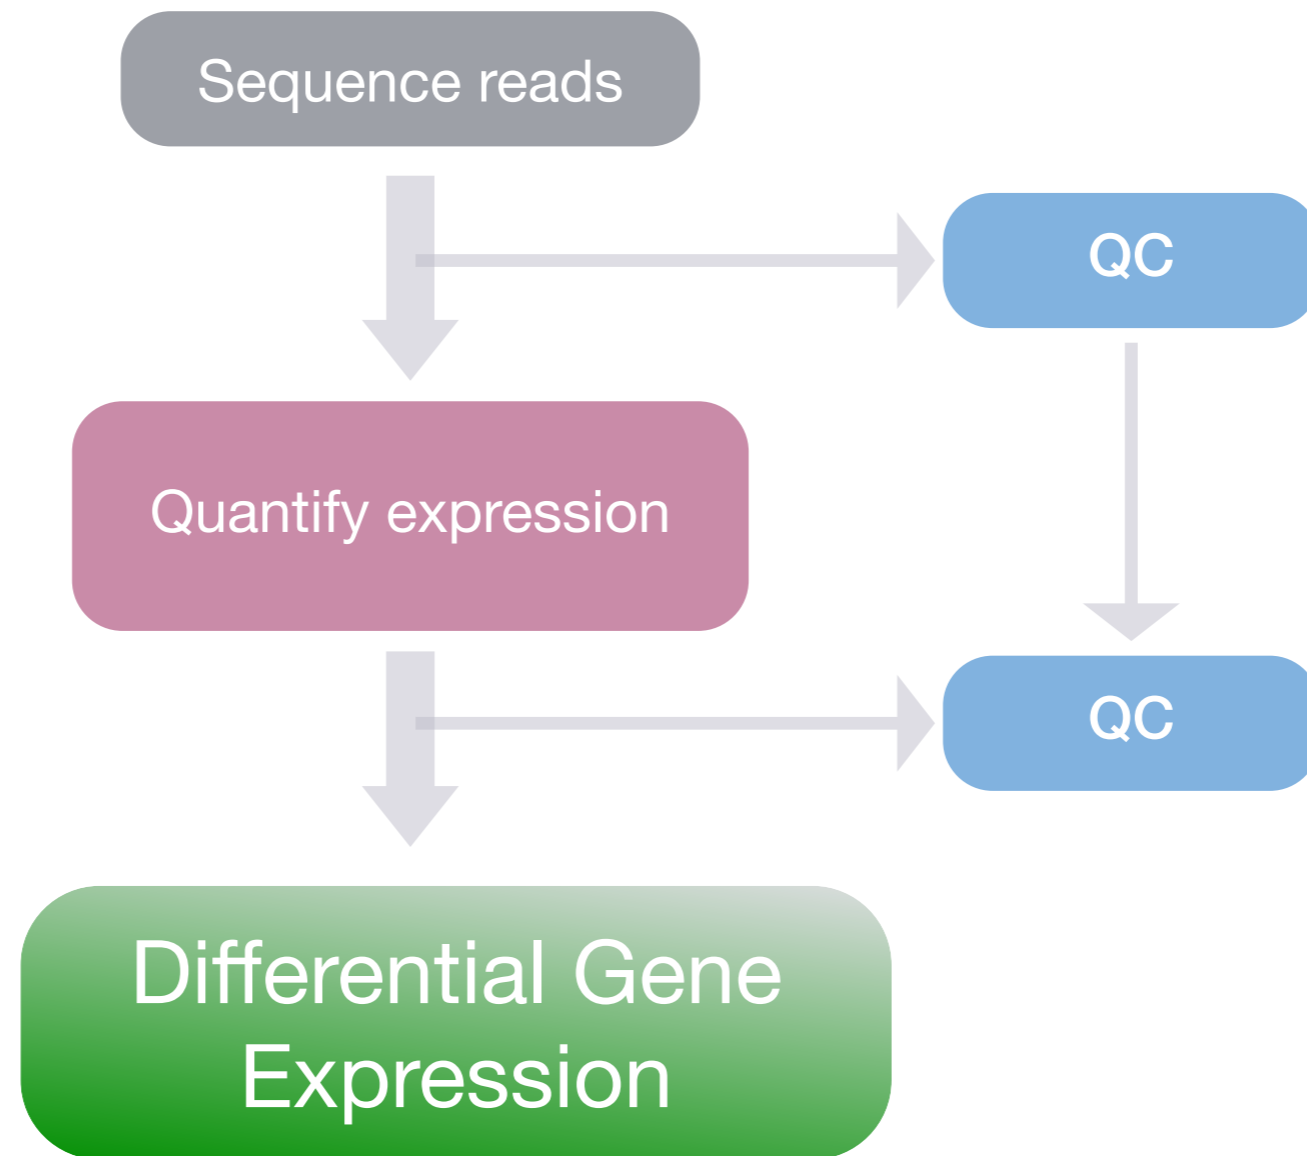 Sequence reads
QC
Quantify expression
QC
Differential Gene
Expression